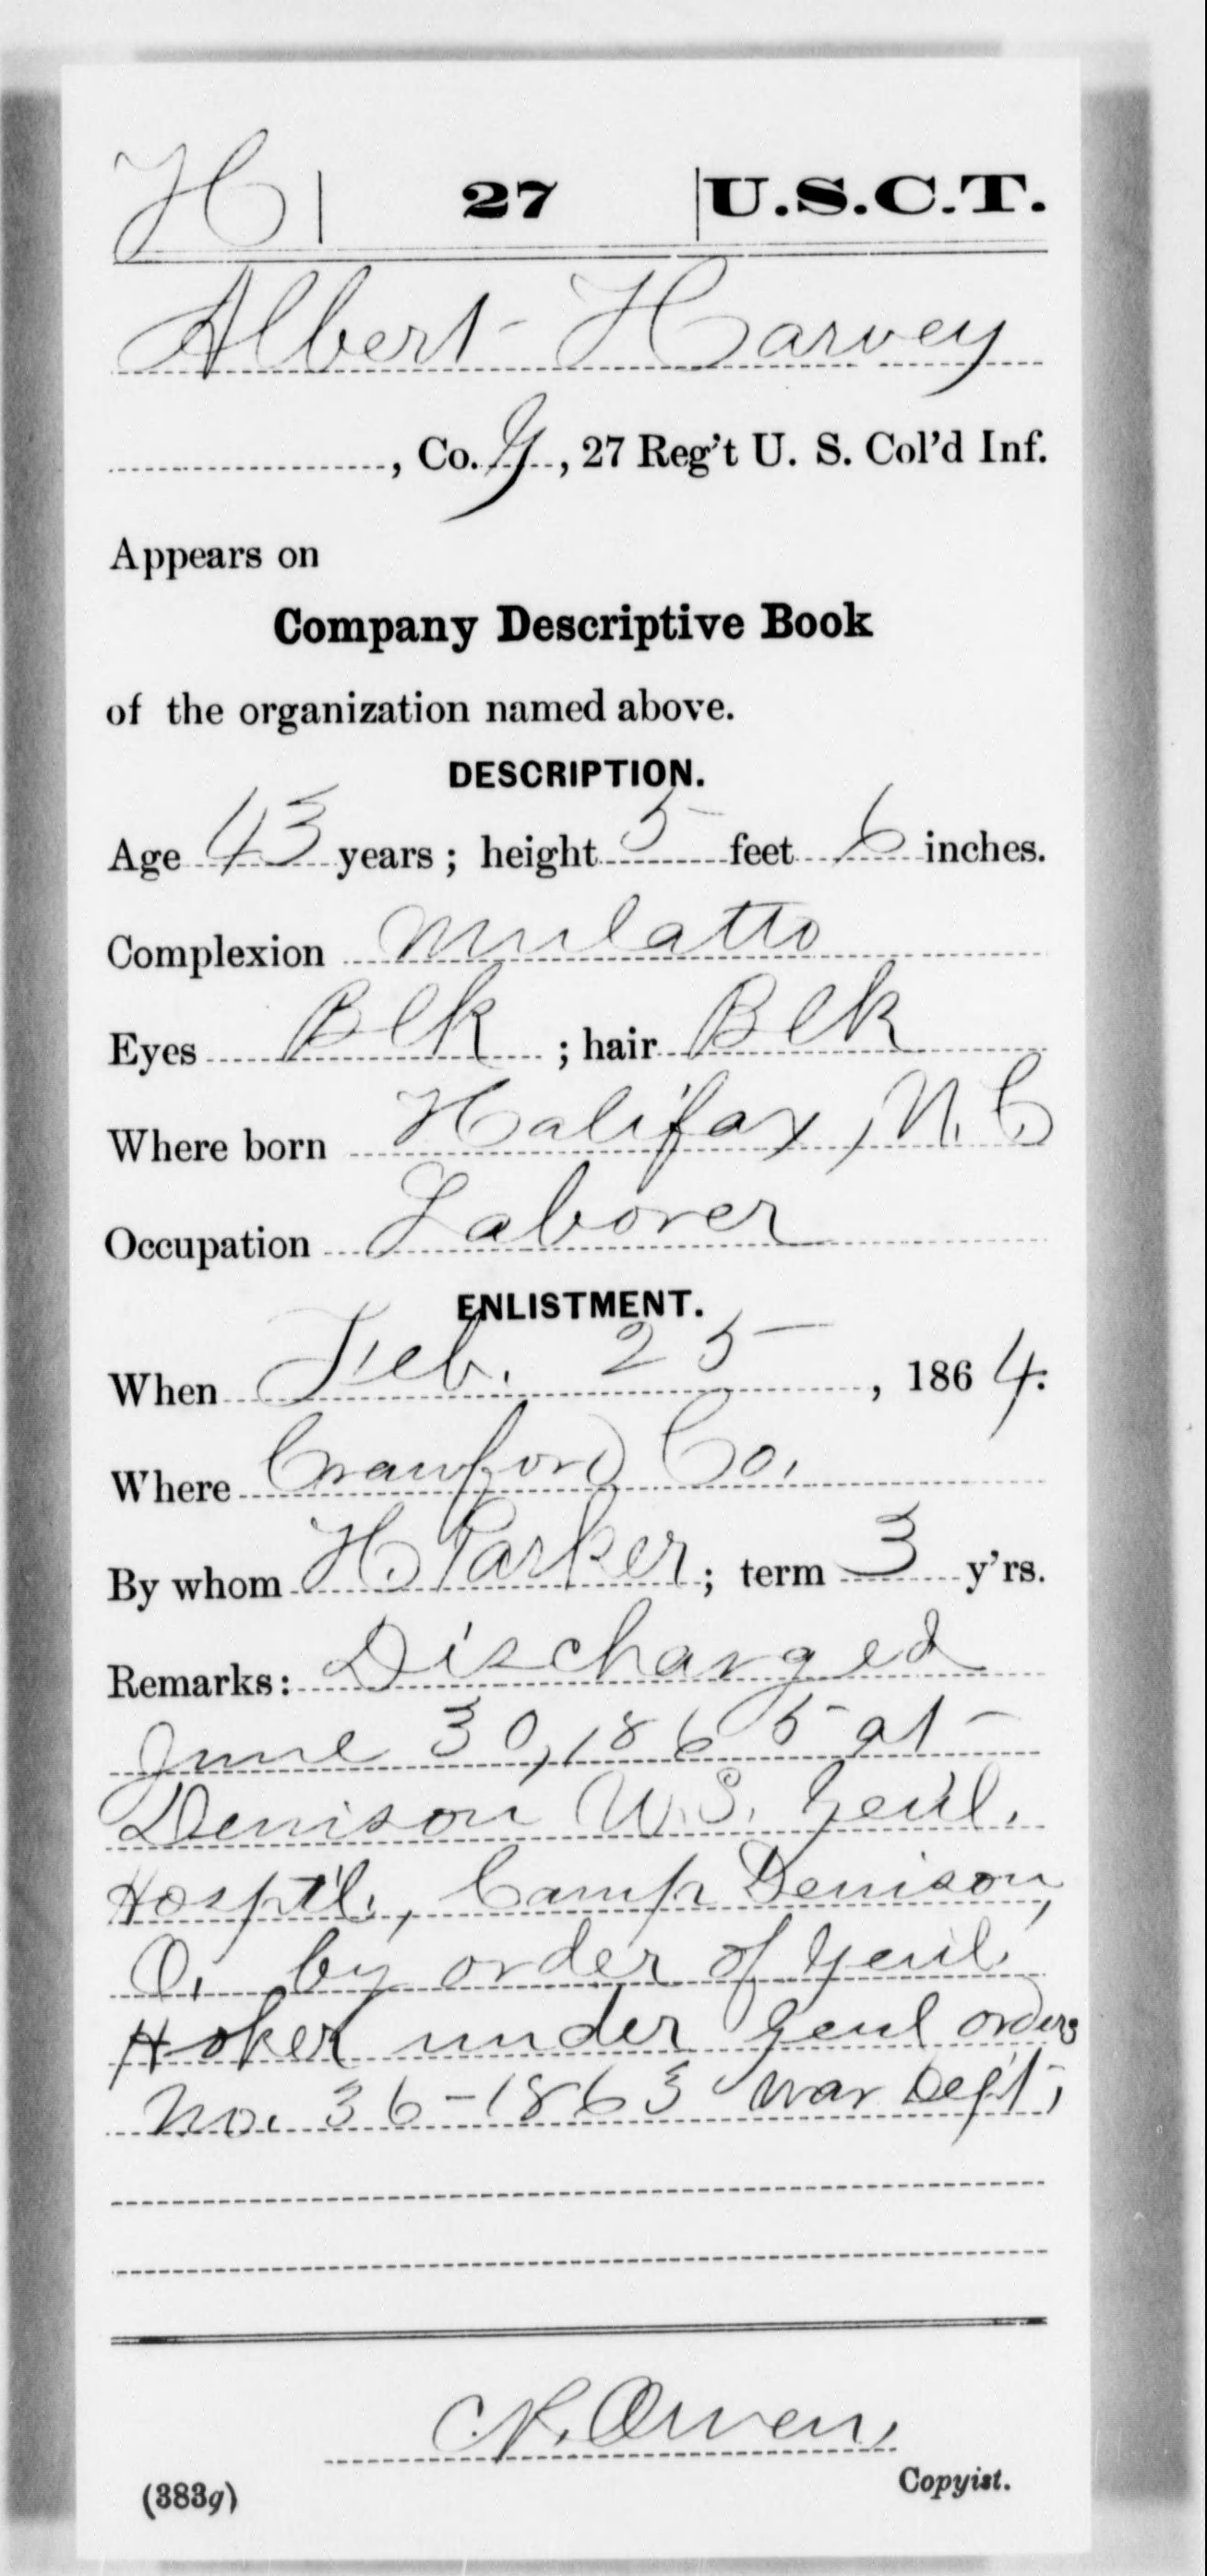 H | 27 | U.S.C.T.
Albert Harvey
, Co. G, 27 Reg't U. S. Col'd Inf.
Appears on
Company Descriptive Book
of the organization named above.
DESCRIPTION.
Age 43 years; height 5 feet 6 inches.
Complexion Mulatto
Eyes Blk; hair Blk
Where born Halifax, N.C
Occupation Laborer
ENLISTMENT.
When Feb. 25, 1864.
Where Crawford Co.
By whom H. Parker; term 3 y'rs.
Remarks: Discharged
June 30, 1865 at
Denison U.S. Genl.
Hosptl., Camp Denison,
O. by order of Genl.
Hoker under Genl orders
No. 36-1863 War Dept,
Owen,
Copyist.
(383g)